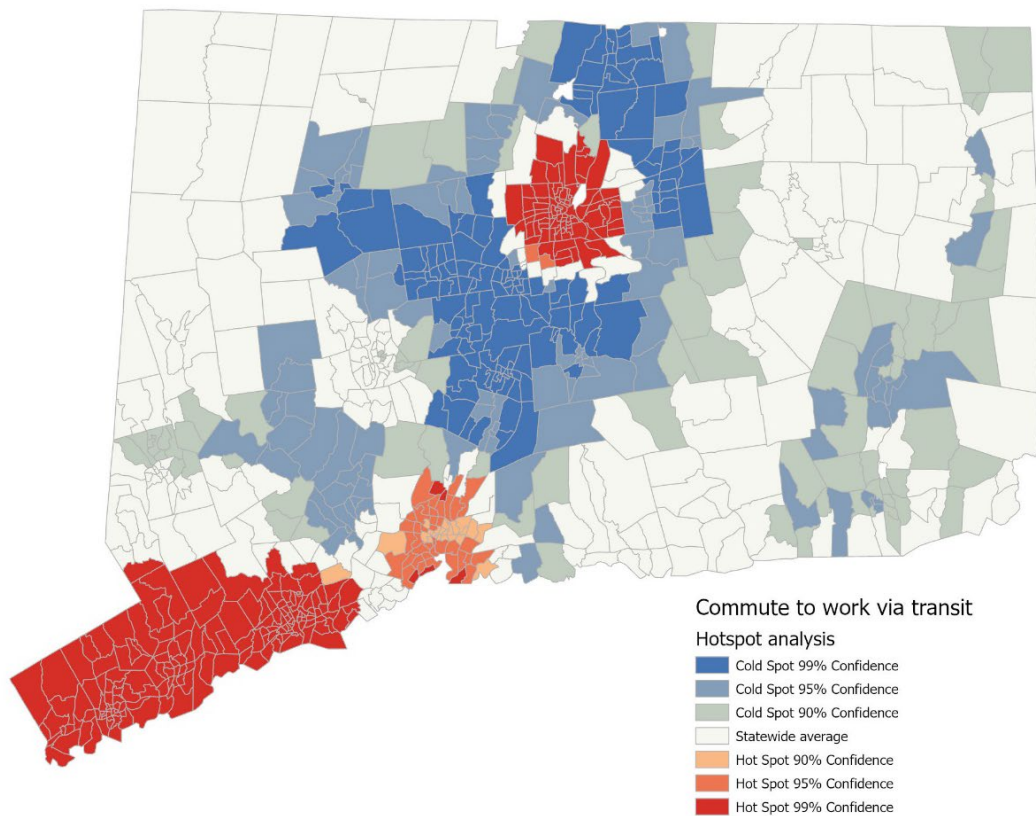 Commute to work via transit
Hotspot analysis
Cold Spot 99% Confidence
Cold Spot 95% Confidence
Cold Spot 90% Confidence
Statewide average
Hot Spot 90% Confidence
Hot Spot 95% Confidence
Hot Spot 99% Confidence